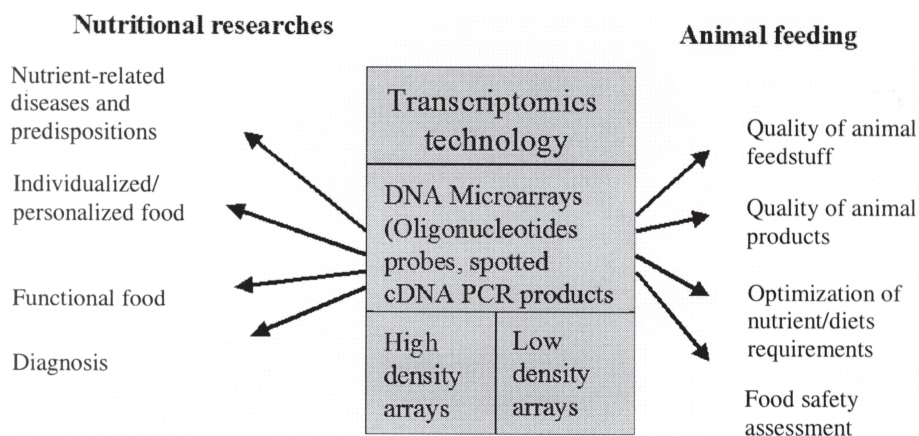 Nutritional researches
Nutrient-related
diseases and
predispositions
Individualized/
personalized food
Functional food
Diagnosis
Transcriptomics
technology
DNA Microarrays
(Oligonucleotides
probes, spotted
cDNA PCR products
High
density
arrays
Low
density
arrays
Animal feeding
Quality of animal
feedstuff
Quality of animal
products
Optimization of
nutrient/diets
requirements
Food safety
assessment